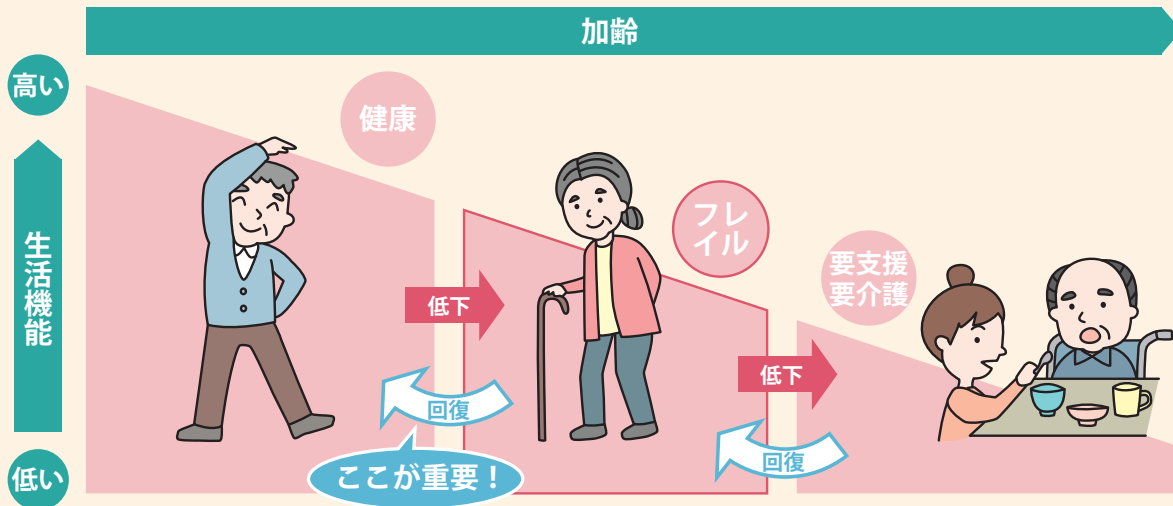 加齢
高い
生活機能
低い
健康
低下
回復
ここが重要！
フレ
イル
低下
回復
要支援
要介護